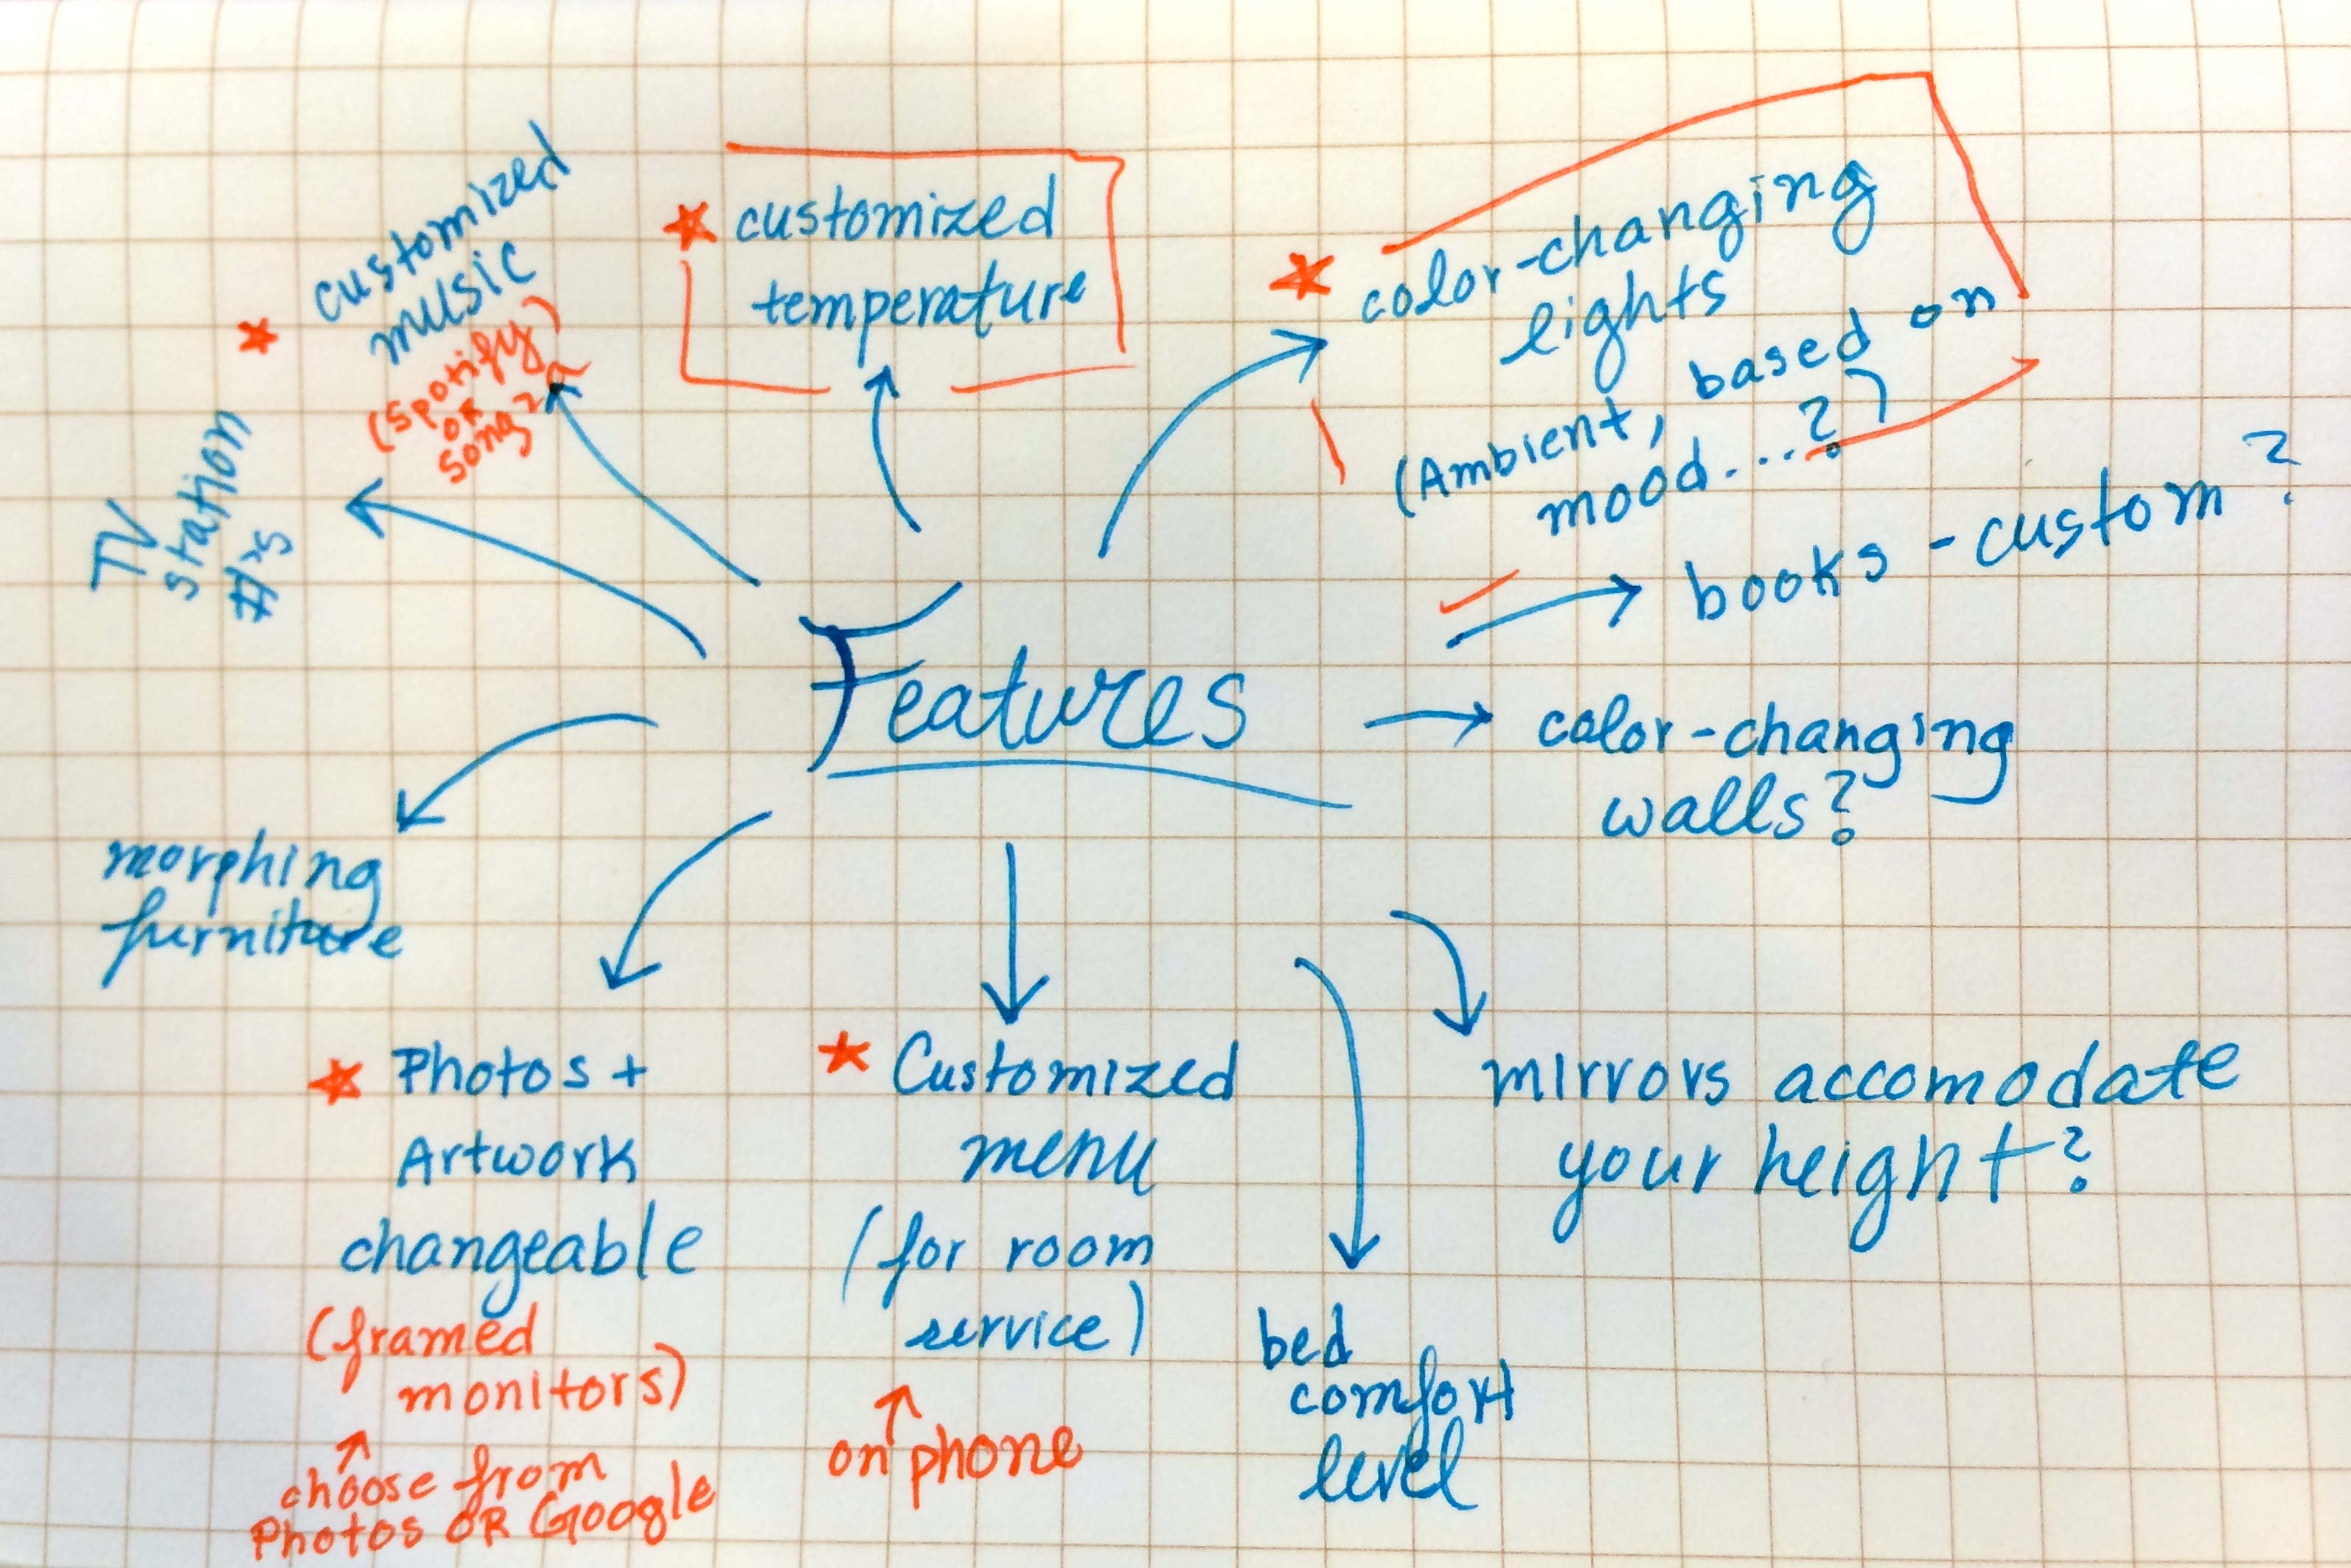 customized
music
(Spotify)
OR
songza
customized
temperature
color-changing
lights
(Ambient, based on
mood...?)
TV
station
#'s
books - custom?
Features
color-changing
walls?
morphing
furniture
Photos +
Artwork
changeable
(framed
monitors)
choose from
Photos OR Google
Customized
menu
(for room
service)
on phone
bed
comfort
level
mirrors accomodate
your height?